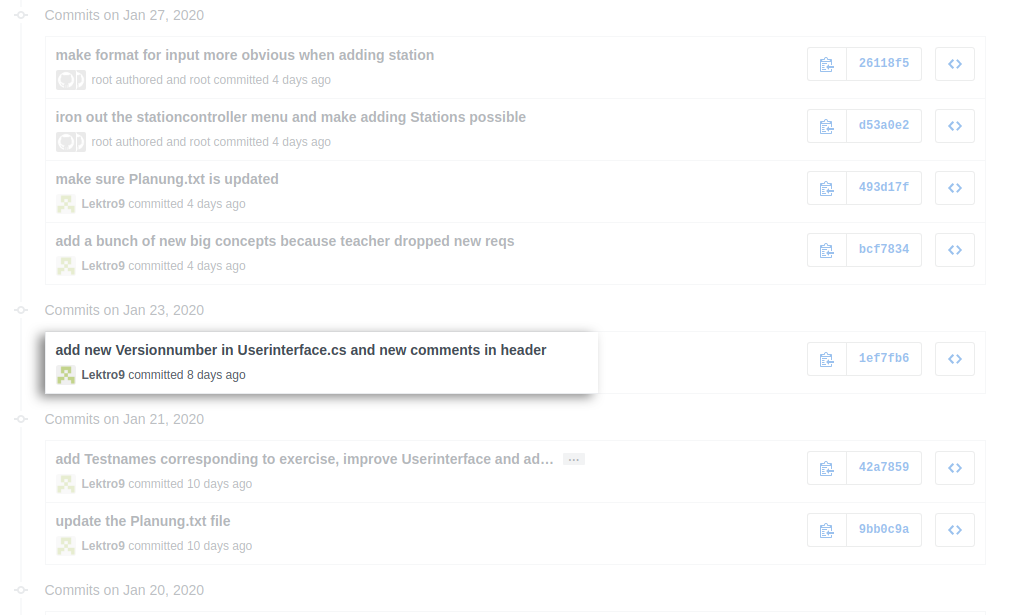 Commits on Jan 27, 2020
make format for input more obvious when adding station
root authored and root committed 4 days ago
26118f5
iron out the stationcontroller menu and make adding Stations possible
root authored and root committed 4 days ago
d53a0e2
make sure Planung.txt is updated
Lektro9 committed 4 days ago
493d17f
add a bunch of new big concepts because teacher dropped new reqs
Lektro9 committed 4 days ago
bcf7834
Commits on Jan 23, 2020
add new Versionnumber in Userinterface.cs and new comments in header
Lektro9 committed 8 days ago
1ef7fb6
Commits on Jan 21, 2020
add Testnames corresponding to exercise, improve Userinterface and ad… …
Lektro9 committed 10 days ago
42a7859
update the Planung.txt file
Lektro9 committed 10 days ago
9bb0c9a
Commits on Jan 20, 2020